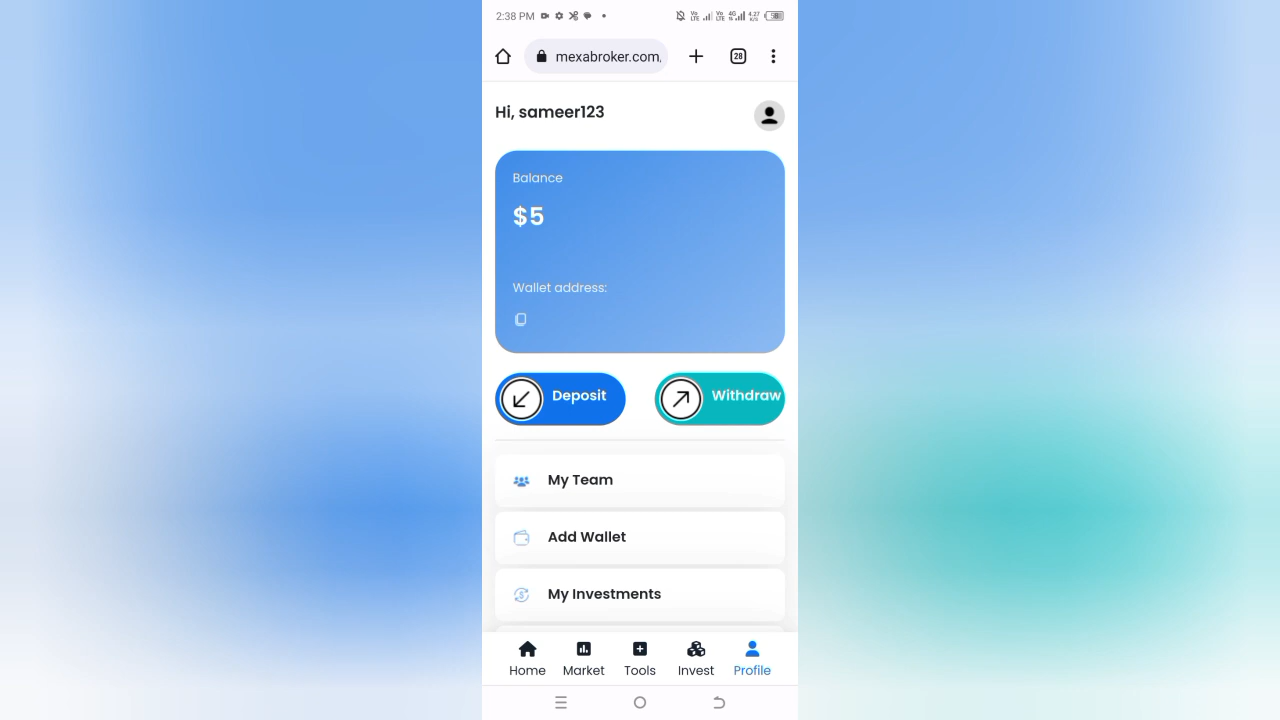 2:38 PM
mexabroker.com,
28
Hi, sameer123
Balance
$5
Wallet address:
Deposit
Withdraw
My Team
Add Wallet
My Investments
Home Market Tools Invest Profile